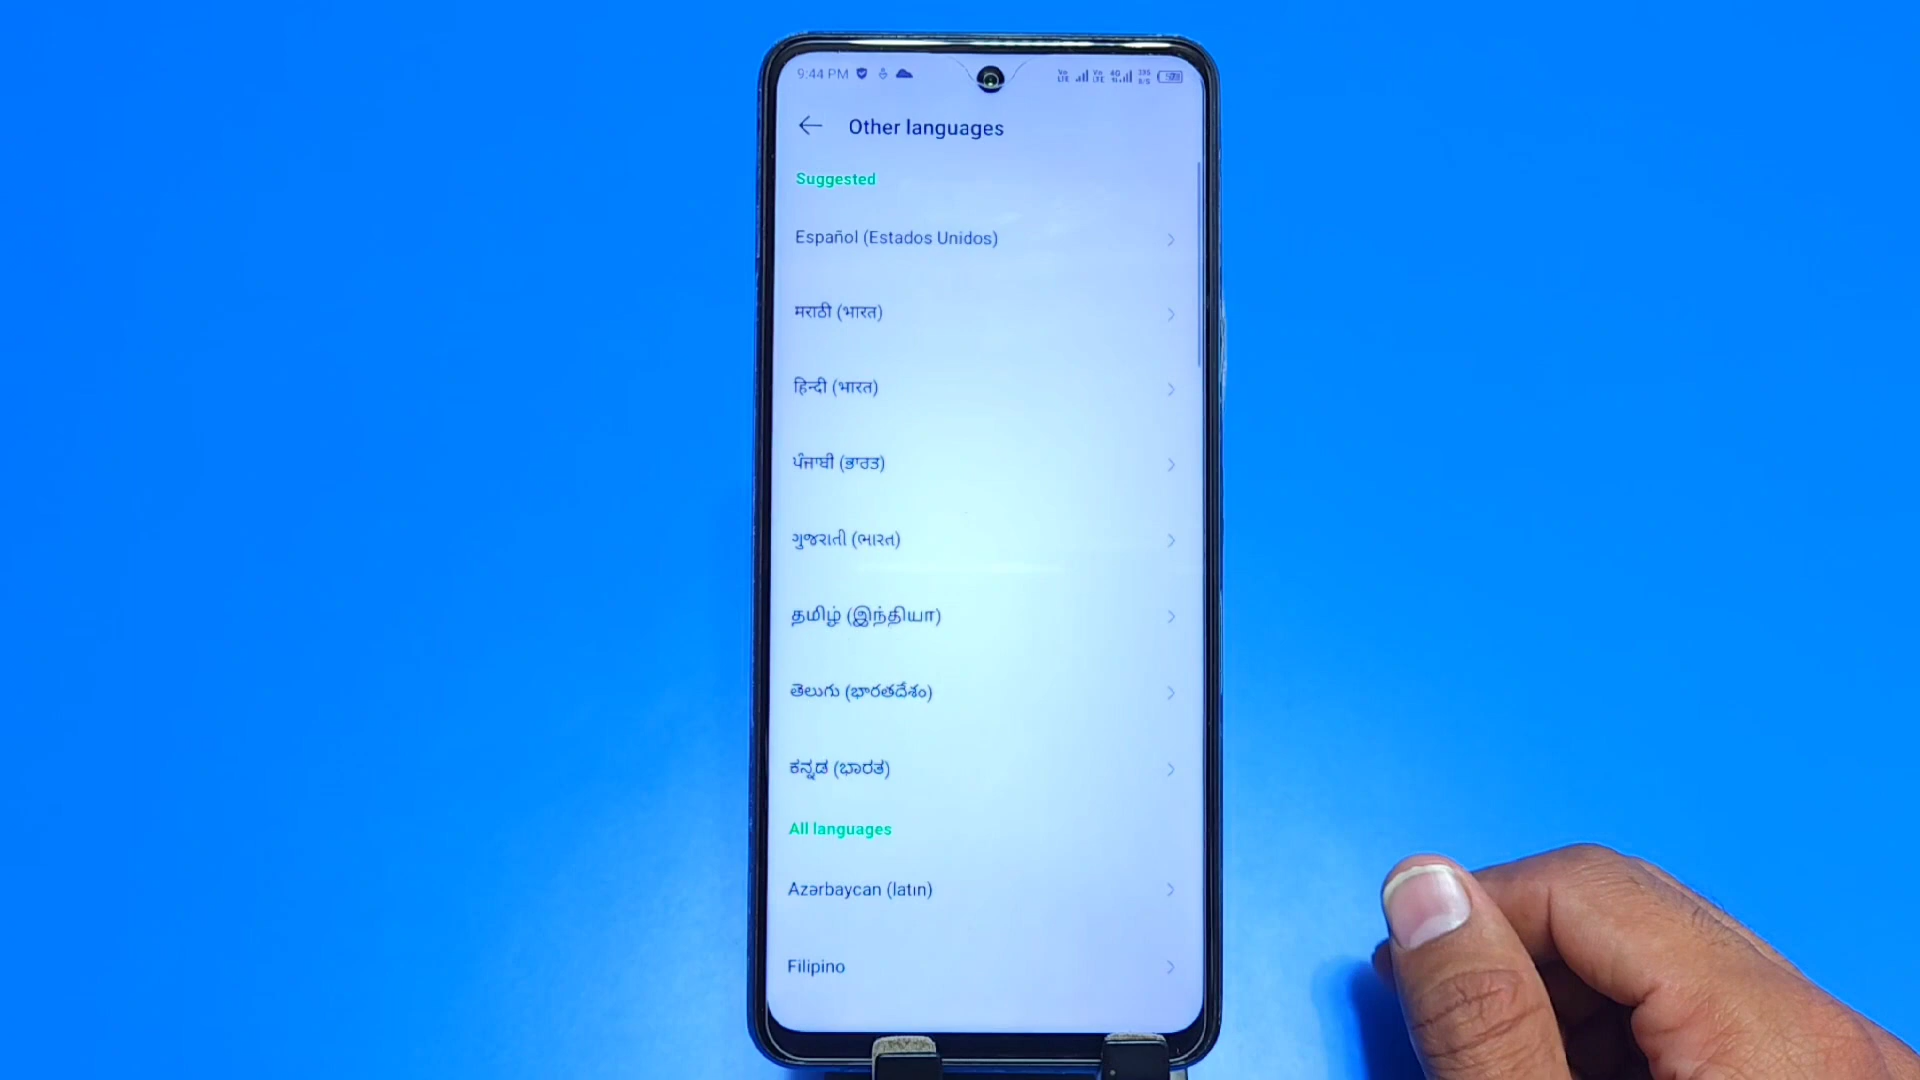 9:44 PM
Other languages
Suggested
Español (Estados Unidos)
मराठी (भारत)
हिन्दी (भारत)
ਪੰਜਾਬੀ (ਭਾਰਤ)
ગુજરાતી (ભારત)
தமிழ் (இந்தியா)
తెలుగు (భారతదేశం)
ಕನ್ನಡ (ಭಾರತ)
All languages
Azərbaycan (latın)
Filipino